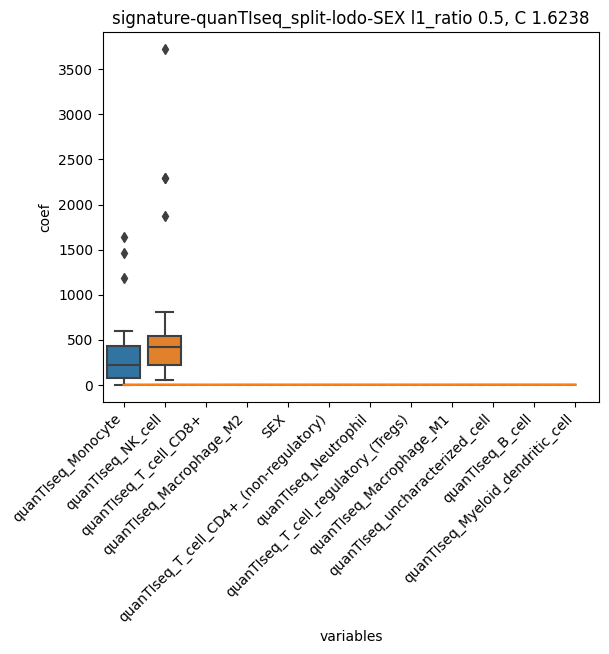 signature-quanTIseq_split-lodo-SEX l1_ratio 0.5, C 1.6238
coef
3500
3000
2500
2000
1500
1000
500
0
quanTIseq_Monocyte
quanTIseq_NK_cell
quanTIseq_T_cell_CD8+
quanTIseq_Macrophage_M2
SEX
quanTIseq_T_cell_CD4+_(non-regulatory)
quanTIseq_Neutrophil
quanTIseq_T_cell_regulatory_(Tregs)
quanTIseq_Macrophage_M1
quanTIseq_uncharacterized_cell
quanTIseq_B_cell
quanTIseq_Myeloid_dendritic_cell
variables